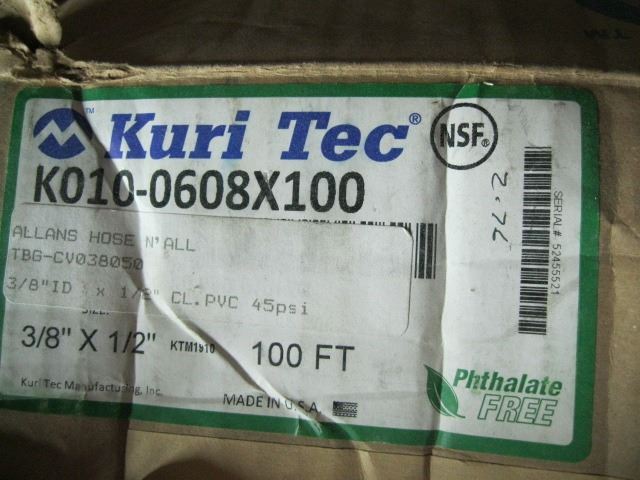 Kuri Tec®
NSF®
K010-0608X100
ALLANS HOSE N'ALL
TBG-CV038050
3/8"ID x 1/2" CL.PVC 45psi
3/8" X 1/2" KTM1910 100 FT
Kuri Tec Manufacturing, Inc.
MADE IN U.S.A.
Phthalate
FREE
SERIAL# 52455521